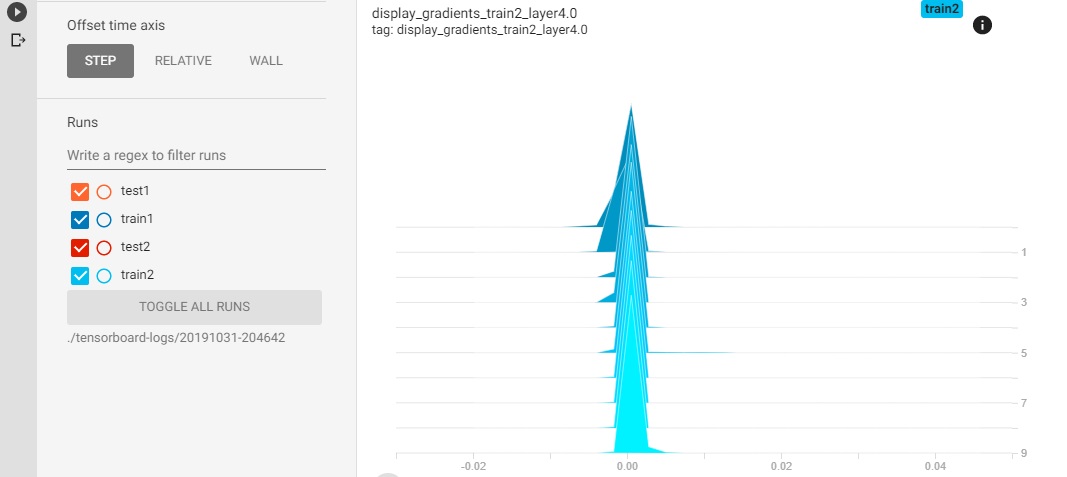 Offset time axis
STEP RELATIVE WALL
Runs
Write a regex to filter runs
test1
train1
test2
train2
TOGGLE ALL RUNS
./tensorboard-logs/20191031-204642
display_gradients_train2_layer4.0
tag: display_gradients_train2_layer4.0
train2
1
3
5
7
9
-0.02 0.00 0.02 0.04